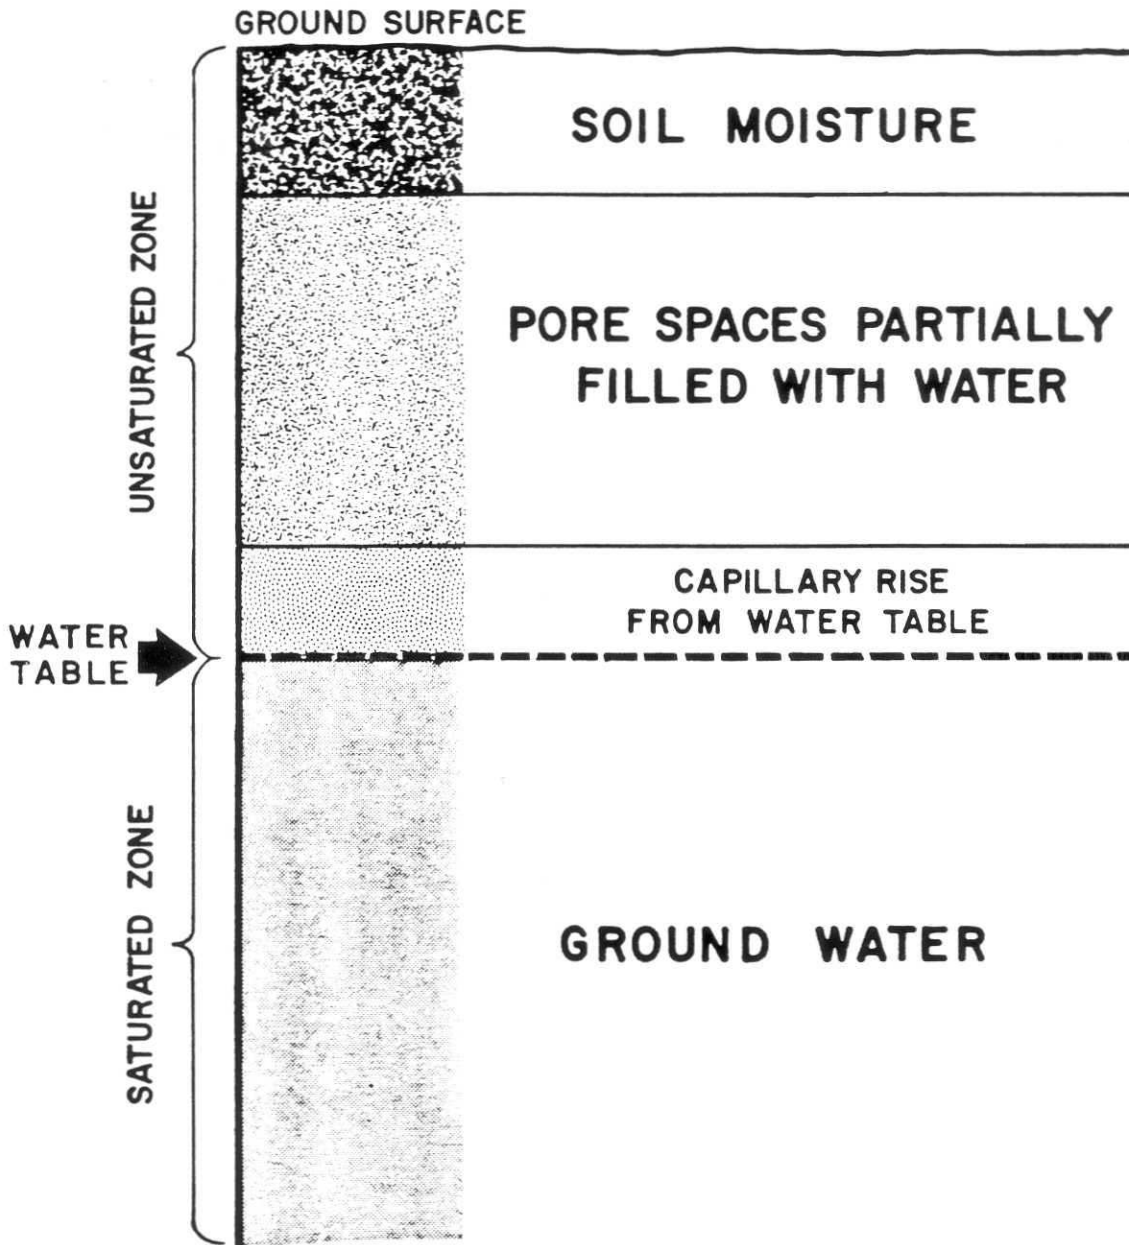 GROUND SURFACE
SOIL MOISTURE
UNSATURATED ZONE
PORE SPACES PARTIALLY
FILLED WITH WATER
CAPILLARY RISE
FROM WATER TABLE
WATER
TABLE
SATURATED ZONE
GROUND WATER